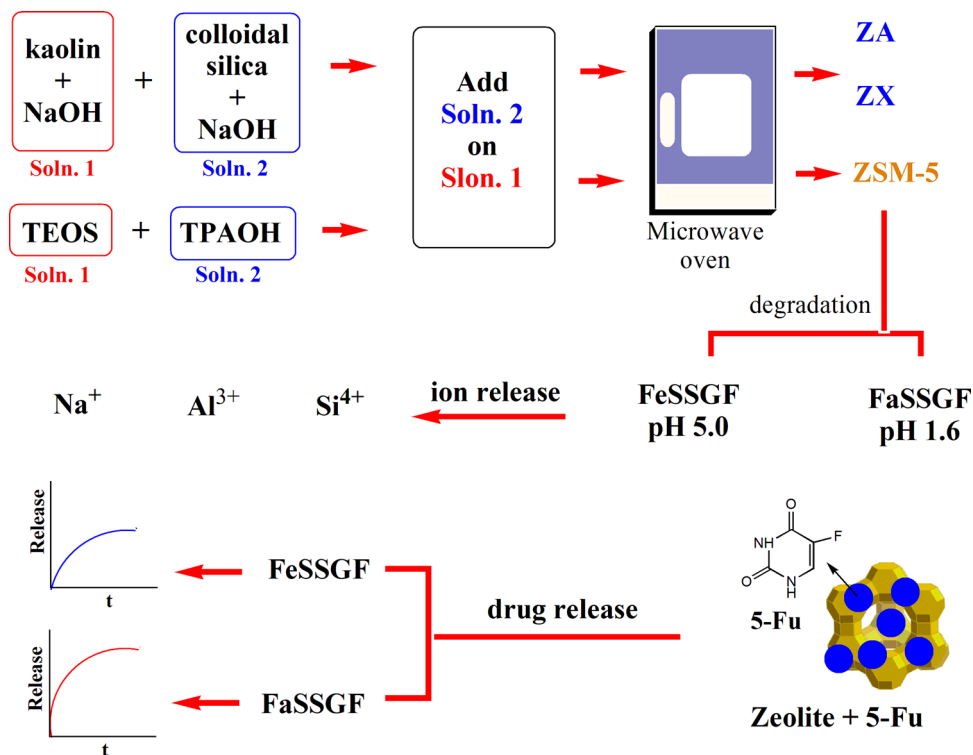 kaolin
+
NaOH
Soln. 1
+
colloidal
silica
+
NaOH
Soln. 2
TEOS
Soln. 1
+
TPAOH
Soln. 2
Add
Soln. 2
on
Slon. 1
Microwave
oven
ZA
ZX
ZSM-5
degradation
FeSSGF
pH 5.0
FaSSGF
pH 1.6
ion release
Na⁺
Al³⁺
Si⁴⁺
Release
t
FeSSGF
Release
t
FaSSGF
drug release
O
F
NH
O
N
H
5-Fu
Zeolite + 5-Fu